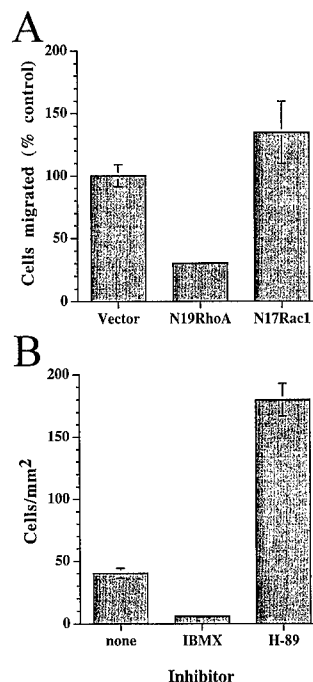 A
Cells migrated (% control)
200
150
100
50
0
Vector N19RhoA N17Rac1
B
Cells/mm2
200
150
100
50
0
none IBMX H-89
Inhibitor